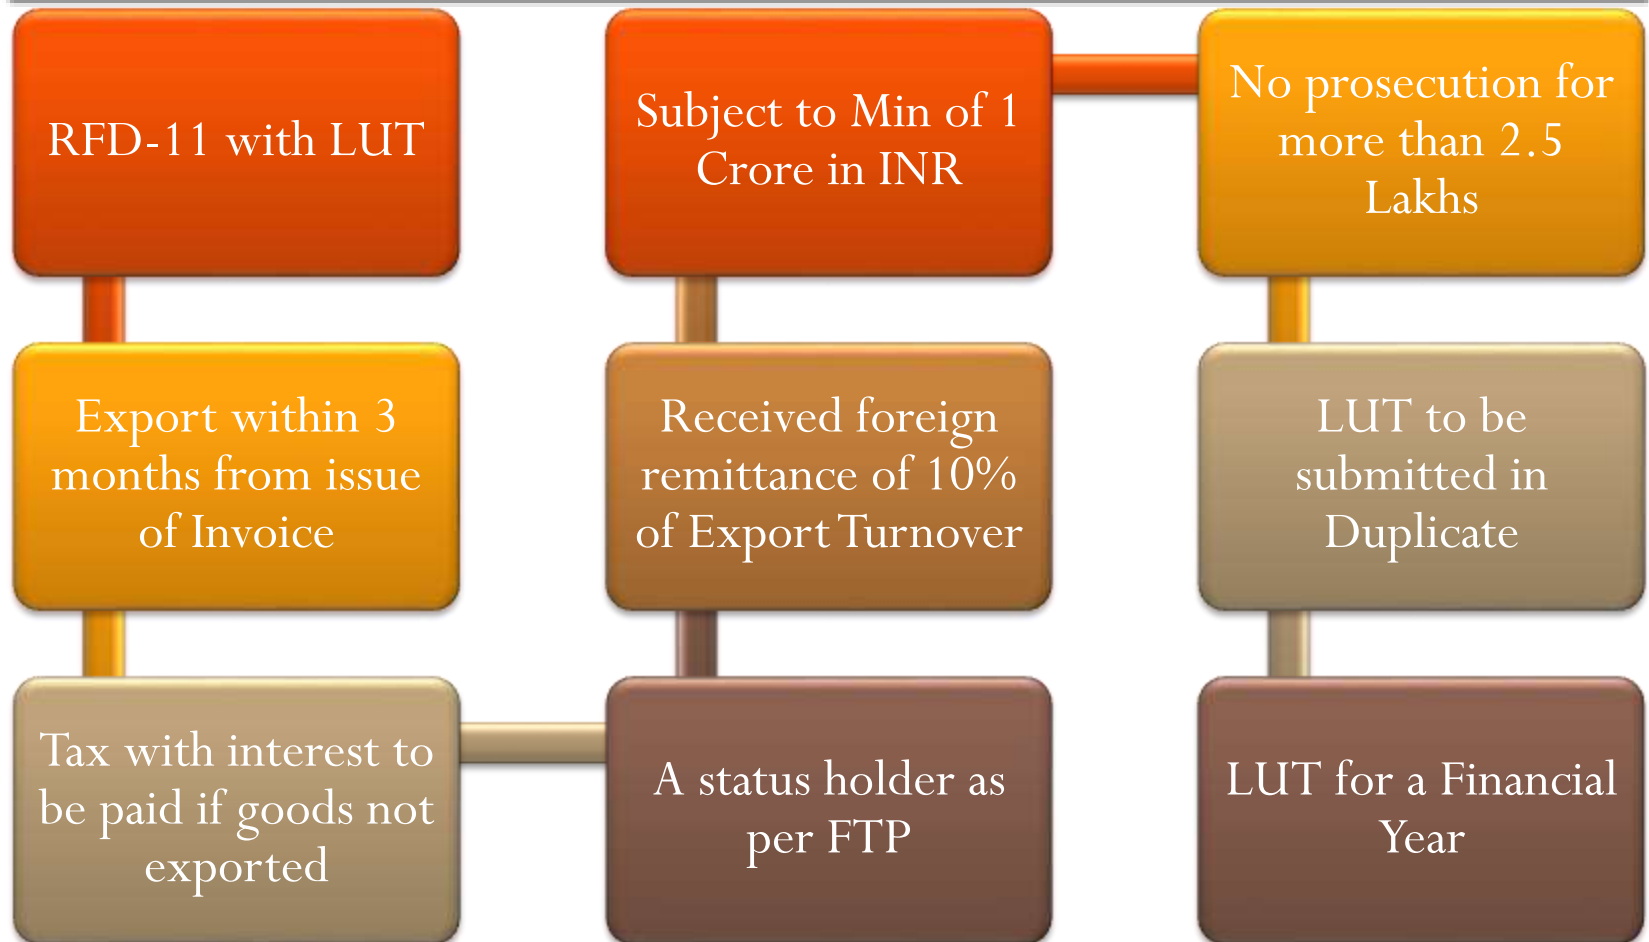 RFD-11 with LUT
Export within 3
months from issue
of Invoice
Tax with interest to
be paid if goods not
exported
A status holder as
per FTP
Received foreign
remittance of 10%
of Export Turnover
Subject to Min of 1
Crore in INR
No prosecution for
more than 2.5
Lakhs
LUT to be
submitted in
Duplicate
LUT for a Financial
Year